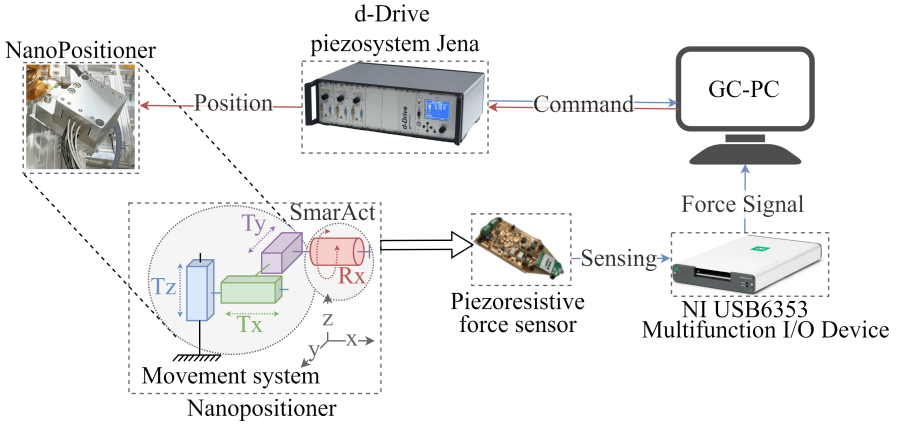 d-Drive
piezosystem Jena
NanoPositioner
Position
d-Drive
Command
GC-PC
Force Signal
SmarAct
Ty
Tz
Rx
Tx
z
y
x
Movement system
Nanopositioner
Sensing
Piezoresistive
force sensor
NI USB6353
Multifunction I/O Device